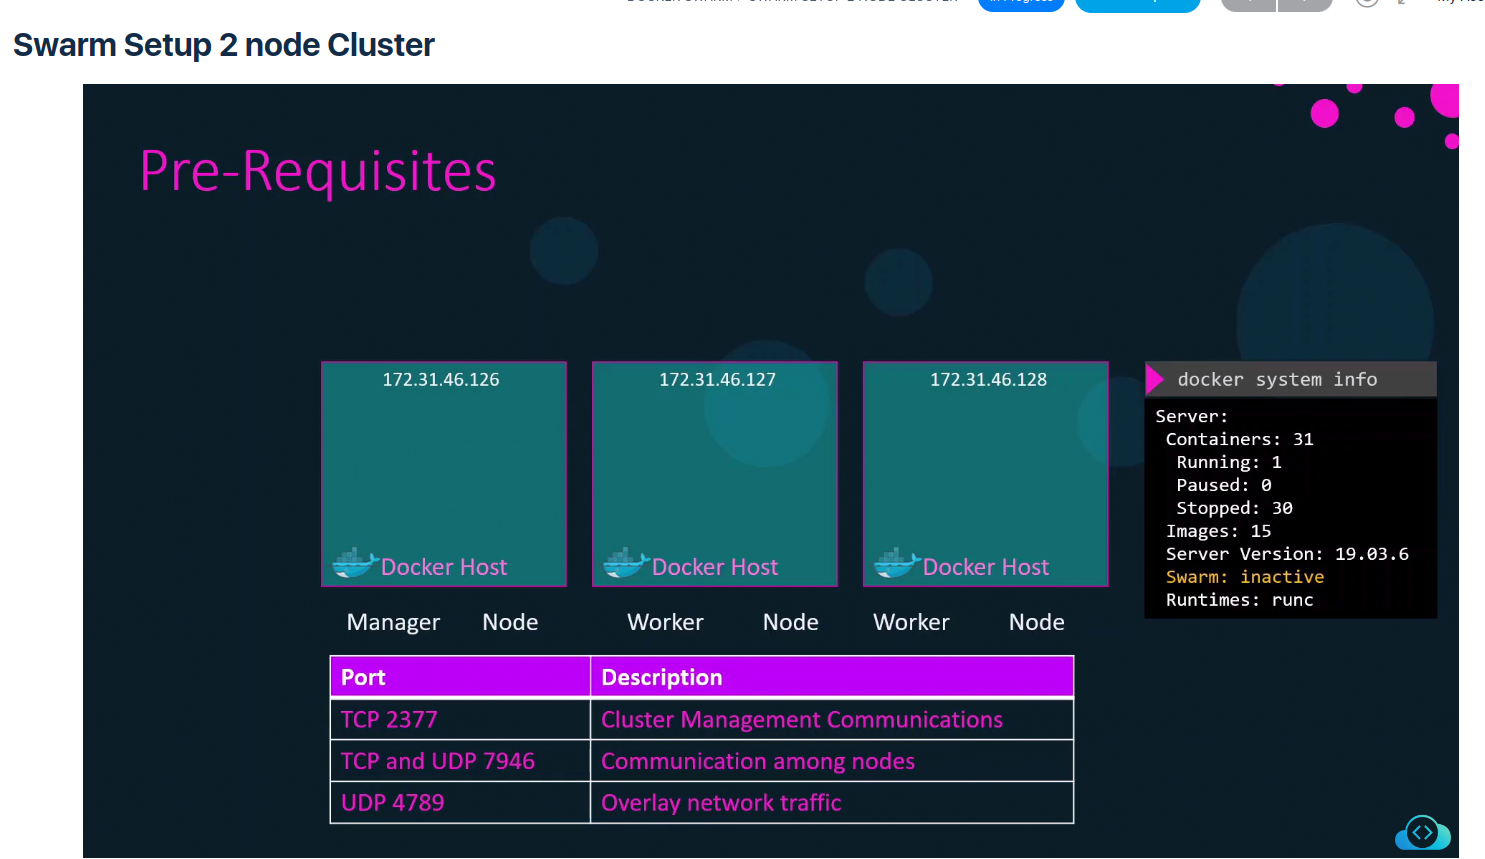 Swarm Setup 2 node Cluster
Pre-Requisites
172.31.46.126
Docker Host
Manager Node
172.31.46.127
Docker Host
Worker Node
172.31.46.128
Docker Host
Worker Node
docker system info
Server:
Containers: 31
Running: 1
Paused: 0
Stopped: 30
Images: 15
Server Version: 19.03.6
Swarm: inactive
Runtimes: runc
Port Description
TCP 2377 Cluster Management Communications
TCP and UDP 7946 Communication among nodes
UDP 4789 Overlay network traffic